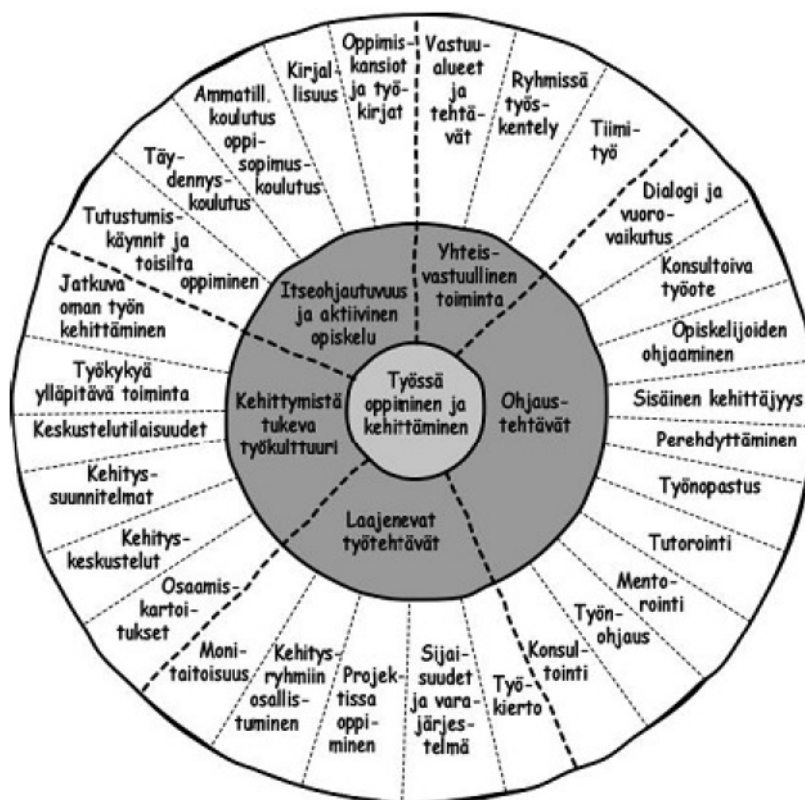 Oppimis-
kansiot
ja työ-
kirjat
Vastuu-
alueet
ja
tehtä-
vät
Ryhmissä
työs-
kentely
Tiimi-
työ
Dialogi ja
vuoro-
vaikutus
Konsultoiva
työote
Opiskelijoiden
ohjaaminen
Sisäinen kehittäjyys
Perehdyttäminen
Työnopastus
Tutorointi
Mento-
rointi
Työn-
ohjaus
Konsul-
tointi
Työ-
kierto
Sijai-
suudet
ja vara-
järjes-
telmä
Projek-
tissa
oppi-
minen
Kehitys-
ryhmiin
osallis-
tuminen
Moni-
taitoisuus
Osaamis-
kartoi-
tukset
Kehitys-
keskustelut
Kehitys-
suunnitelmat
Keskustelutilaisuudet
Työkykyä
ylläpitävä toiminta
Jatkuva
oman työn
kehittäminen
Tutustumis-
käynnit ja
toisilta
oppiminen
Täy-
dennys-
koulutus
Ammatill.
koulutus
oppi-
sopimus-
koulutus
Kirjal-
lisuus
Itseohjautuvuus
ja aktiivinen
opiskelu
Yhteis-
vastuullinen
toiminta
Ohjaus-
tehtävät
Laajenevat
työtehtävät
Kehittymistä
tukeva
työkulttuuri
Työssä
oppiminen ja
kehittäminen